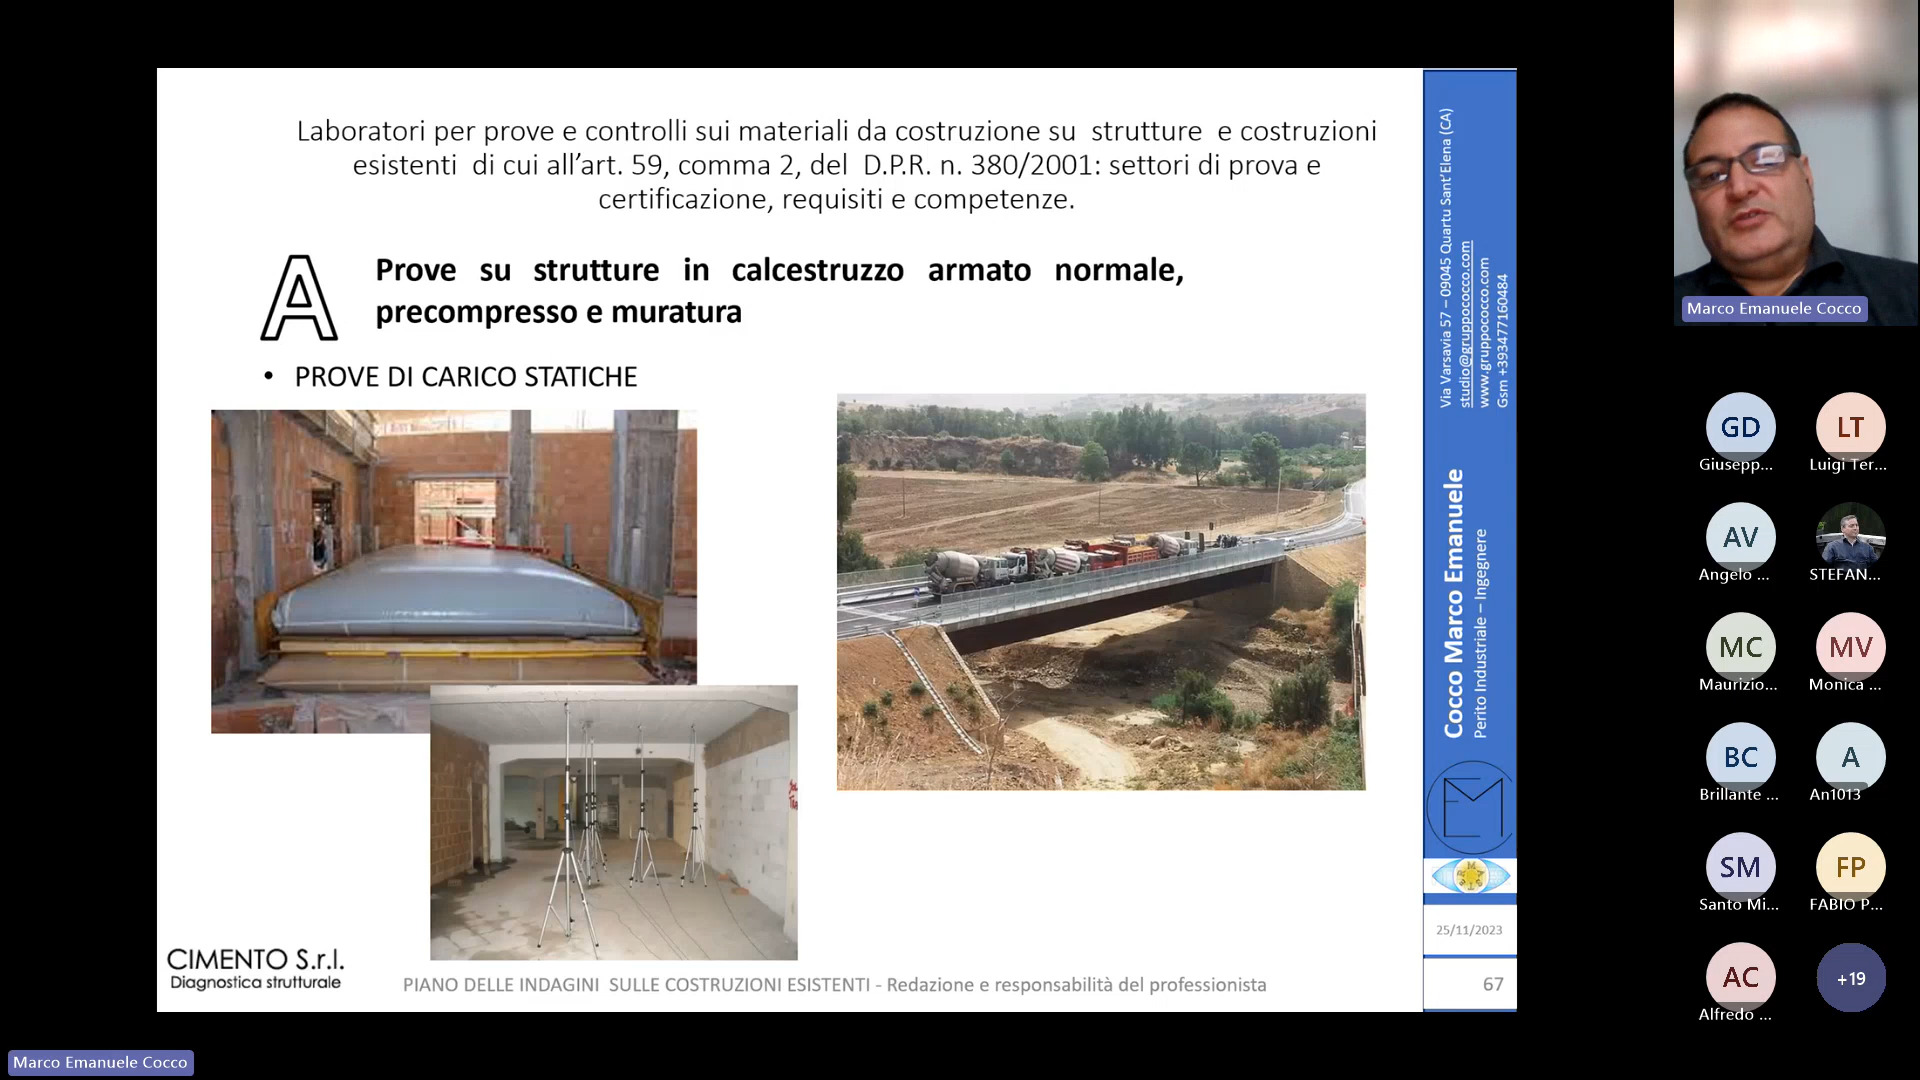 Laboratori per prove e controlli sui materiali da costruzione su strutture e costruzioni
esistenti di cui all’art. 59, comma 2, del D.P.R. n. 380/2001: settori di prova e
certificazione, requisiti e competenze.
A
Prove su strutture in calcestruzzo armato normale,
precompresso e muratura
• PROVE DI CARICO STATICHE
CIMENTO S.r.l.
Diagnostica strutturale
PIANO DELLE INDAGINI SULLE COSTRUZIONI ESISTENTI - Redazione e responsabilità del professionista
Via Varsavia 57 – 09045 Quartu Sant’Elena (CA)
studio@gruppococco.com
www.gruppococco.com
Gsm +393477160484
Cocco Marco Emanuele
Perito Industriale – Ingegnere
25/11/2023
67
Marco Emanuele Cocco
GD
Giusepp...
LT
Luigi Ter...
AV
Angelo ...
STEFAN...
MC
Maurizio...
MV
Monica ...
BC
Brillante ...
A
An1013
SM
Santo Mi...
FP
FABIO P...
AC
Alfredo ...
+19
Marco Emanuele Cocco